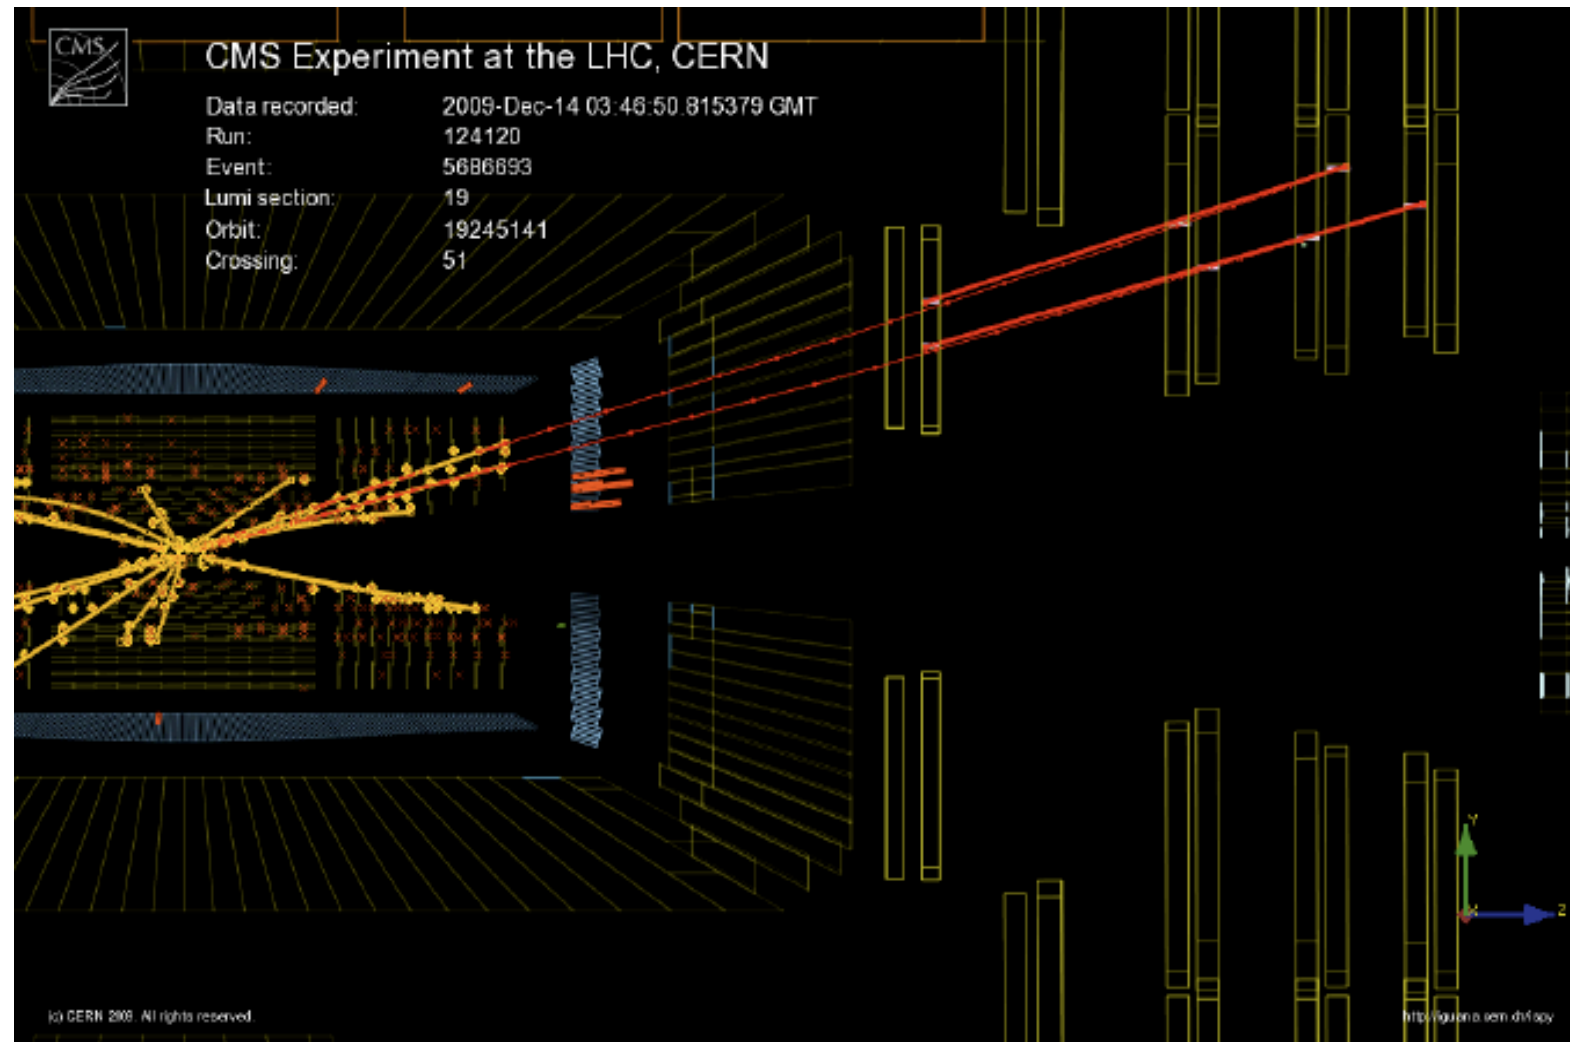 CMS
CMS Experiment at the LHC, CERN
Data recorded: 2009-Dec-14 03:46:50.815379 GMT
Run: 124120
Event: 5686693
Lumi section: 19
Orbit: 19245141
Crossing: 51
Y
Z
(c) CERN 2009. All rights reserved.